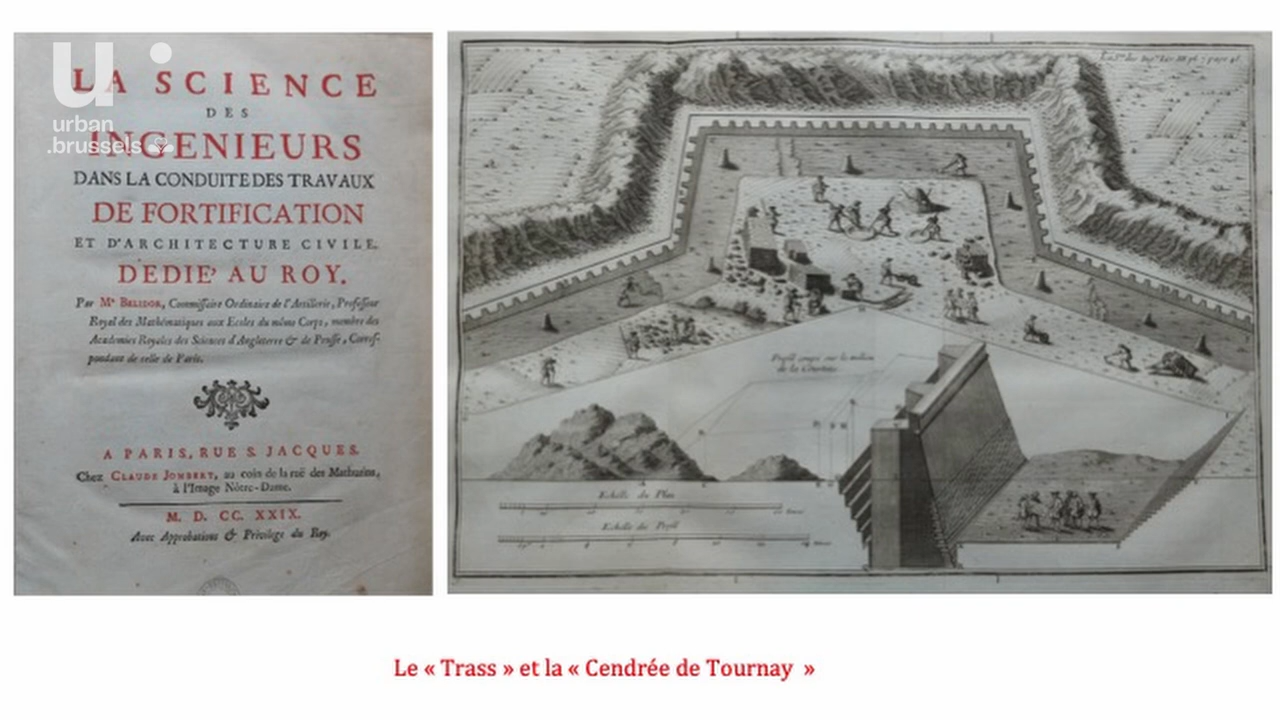 urban
.brussels
LA SCIENCE
DES
INGENIEURS
DANS LA CONDUITE DES TRAVAUX
DE FORTIFICATION
ET D'ARCHITECTURE CIVILE.
DEDIE' AU ROY.
Par Mr BELIDOR, Commissaire Ordinaire de l'Artillerie, Professeur
Royal des Mathématiques aux Ecoles du même Corps, membre des
Academies Royales des Sciences d'Angleterre & de Prusse, Corres-
pondant de celle de Paris.
A PARIS, RUE S. JACQUES.
Chez CLAUDE JOMBERT, au coin de la ruë des Mathurins,
à l'Image Nôtre-Dame.
M. D. CC. XXIX.
Avec Approbations & Privilege du Roy.
Profil coupé sur le milieu
de la Courtine
Echelle du Plan
Echelle du Profil
Le « Trass » et la « Cendrée de Tournay »